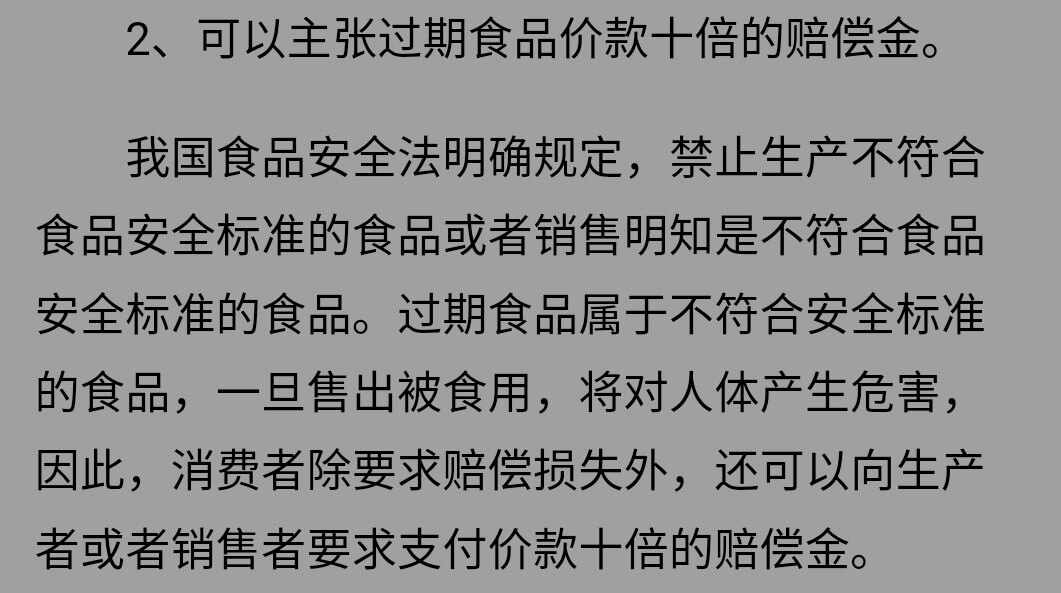 2、可以主张过期食品价款十倍的赔偿金。
我国食品安全法明确规定，禁止生产不符合
食品安全标准的食品或者销售明知是不符合食品
安全标准的食品。过期食品属于不符合安全标准
的食品，一旦售出被食用，将对人体产生危害，
因此，消费者除要求赔偿损失外，还可以向生产
者或者销售者要求支付价款十倍的赔偿金。